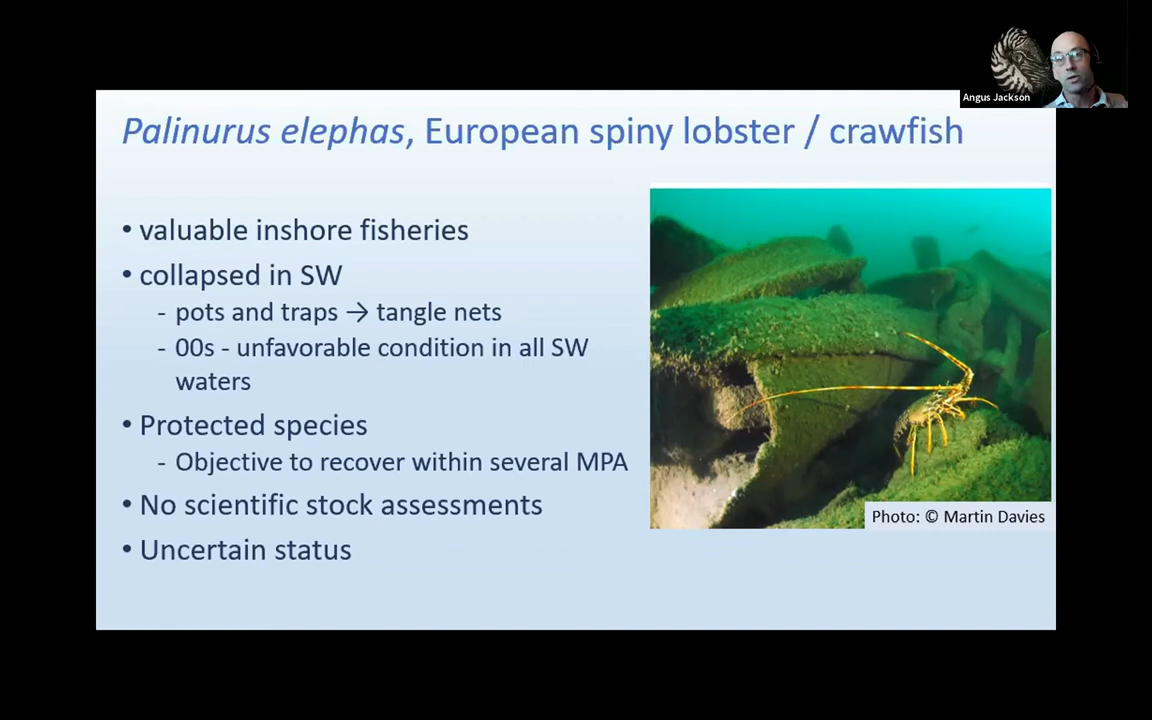 Angus Jackson
Palinurus elephas, European spiny lobster / crawfish
• valuable inshore fisheries
• collapsed in SW
- pots and traps → tangle nets
- 00s - unfavorable condition in all SW
waters
• Protected species
- Objective to recover within several MPA
• No scientific stock assessments
• Uncertain status
Photo: © Martin Davies